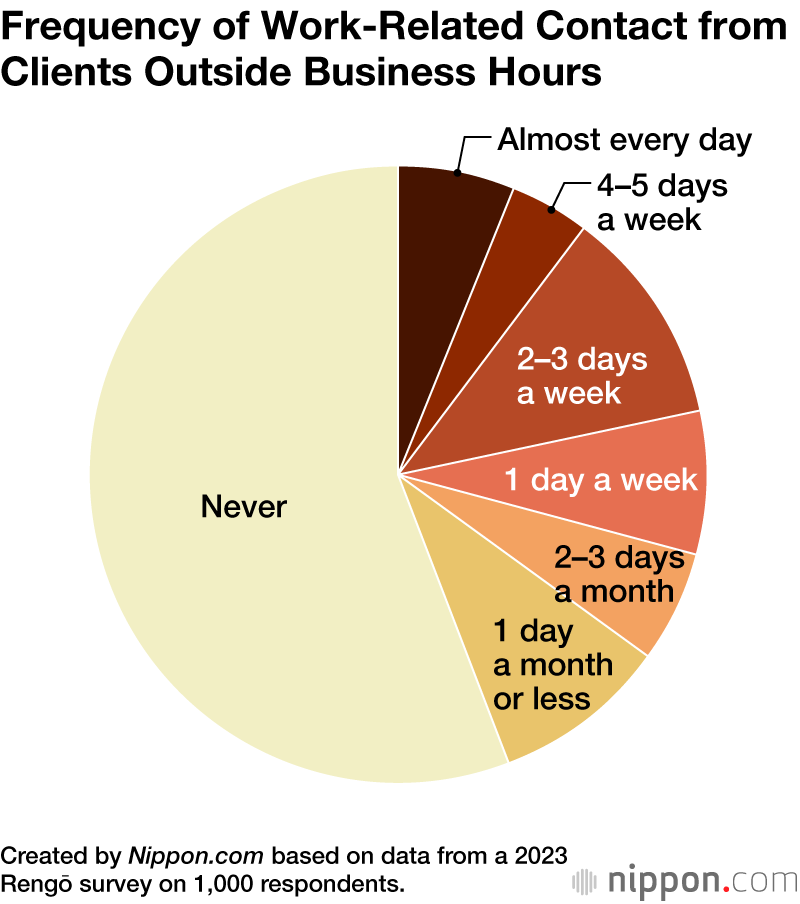 Frequency of Work-Related Contact from
Clients Outside Business Hours
Almost every day
4–5 days
a week
2–3 days
a week
1 day a week
2–3 days
a month
1 day
a month
or less
Never
Created by Nippon.com based on data from a 2023
Rengō survey on 1,000 respondents.
nippon.com